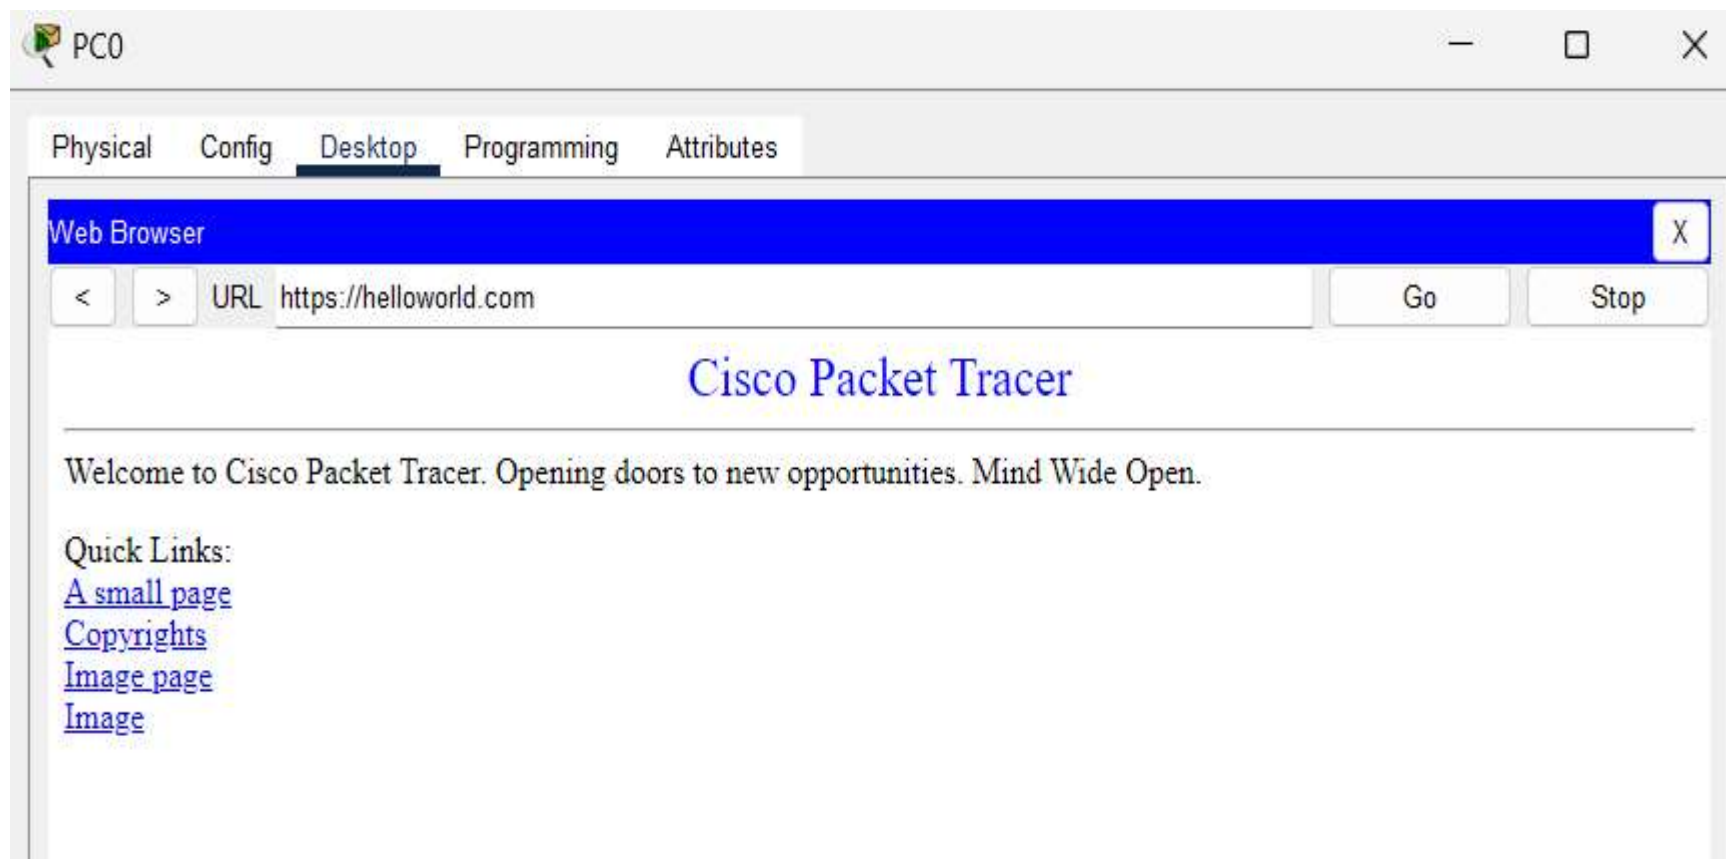 PC0
Physical Config Desktop Programming Attributes
Web Browser X
< > URL https://helloworld.com Go Stop
Cisco Packet Tracer
Welcome to Cisco Packet Tracer. Opening doors to new opportunities. Mind Wide Open.
Quick Links:
A small page
Copyrights
Image page
Image